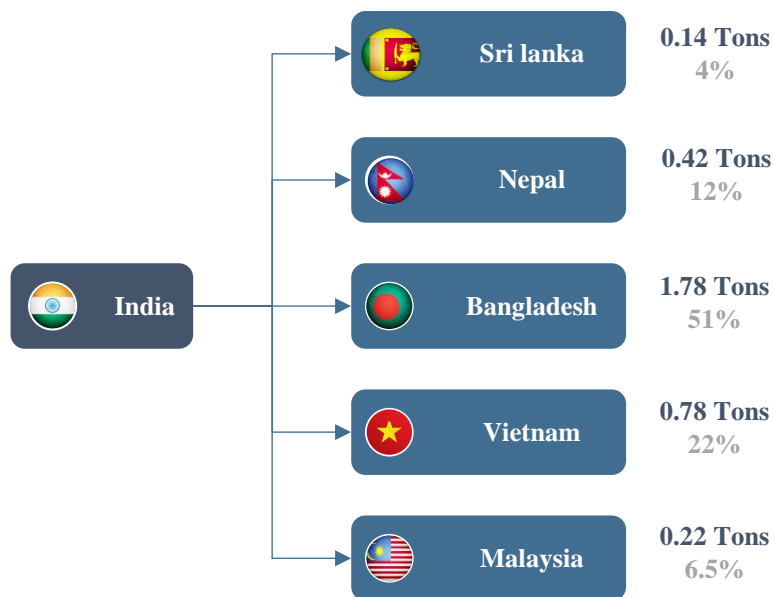 Sri lanka
0.14 Tons
4%
Nepal
0.42 Tons
12%
India
Bangladesh
1.78 Tons
51%
Vietnam
0.78 Tons
22%
Malaysia
0.22 Tons
6.5%